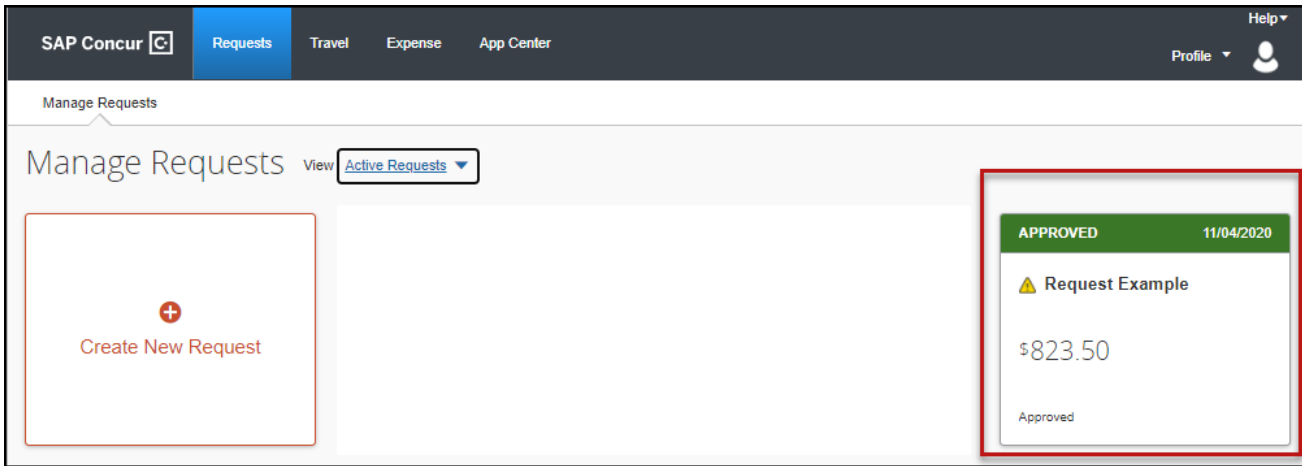 Help
SAP Concur C
Requests
Travel
Expense
App Center
Profile
Manage Requests
Manage Requests
View
Active Requests
Create New Request
APPROVED
11/04/2020
Request Example
$823.50
Approved